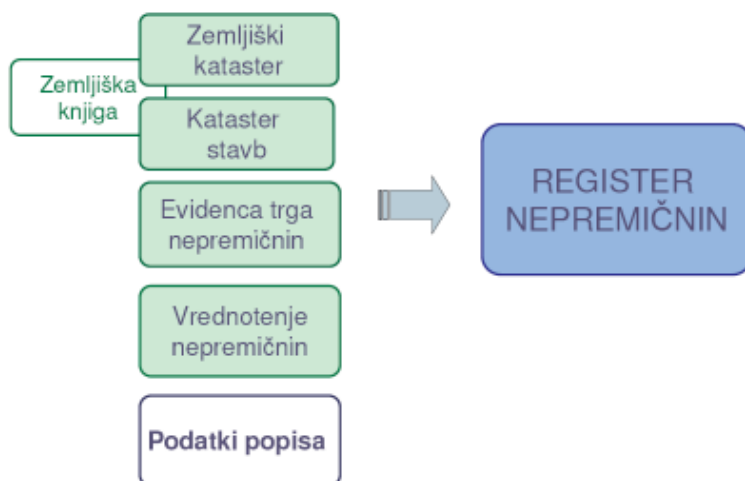 Zemljiški
kataster
Zemljiška
knjiga
Kataster
stavb
Evidenca trga
nepremičnin
Vrednotenje
nepremičnin
Podatki popisa
REGISTER
NEPREMIČNIN